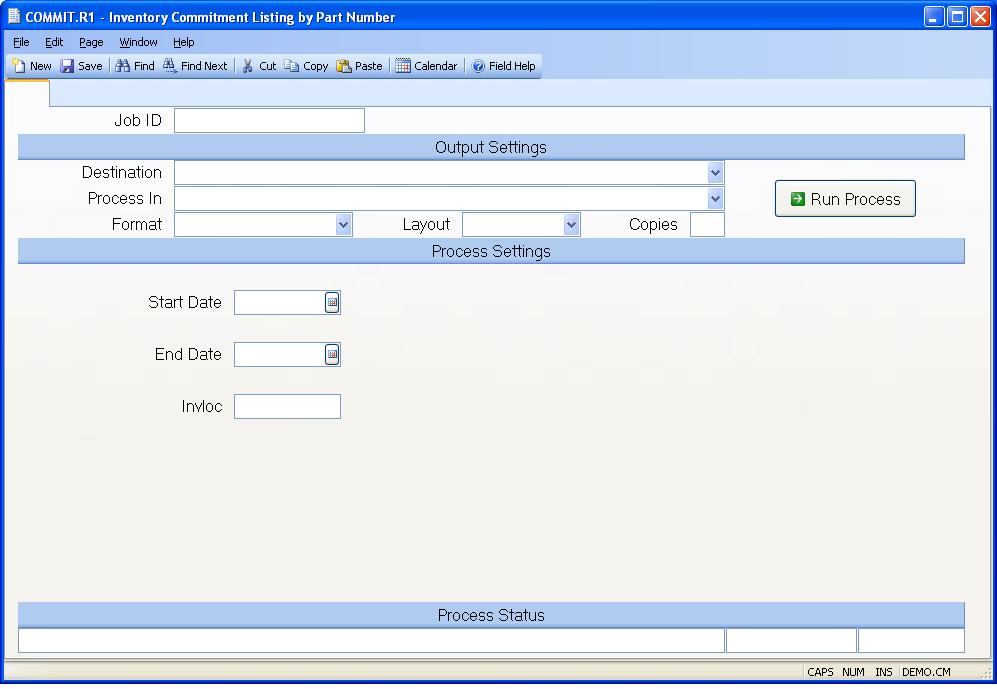 COMMIT.R1 - Inventory Commitment Listing by Part Number
File Edit Page Window Help
New Save Find Find Next Cut Copy Paste Calendar Field Help
Job ID
Output Settings
Destination
Process In
Run Process
Format Layout Copies
Process Settings
Start Date
End Date
Invloc
Process Status
CAPS NUM INS DEMO.CM